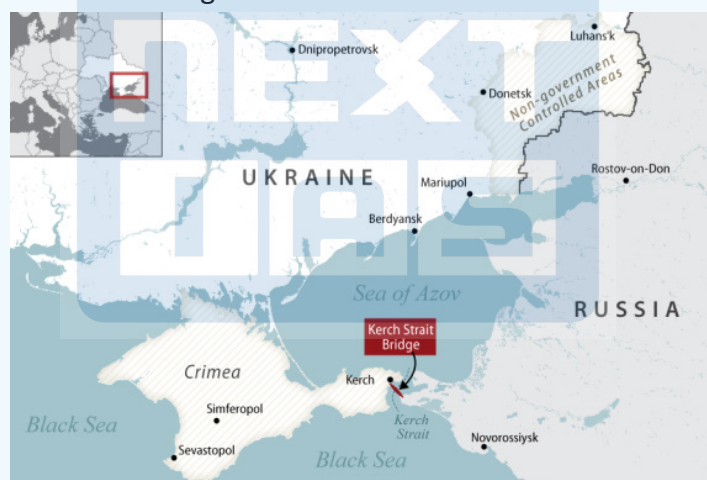 NEXT
IAS
Luhans'k
Dnipropetrovsk
Donetsk
Non-government
Controlled Areas
Rostov-on-Don
UKRAINE
Mariupol
Berdyansk
Sea of Azov
RUSSIA
Kerch Strait
Bridge
Crimea
Kerch
Simferopol
Kerch
Strait
Black Sea
Novorossiysk
Sevastopol
Black Sea